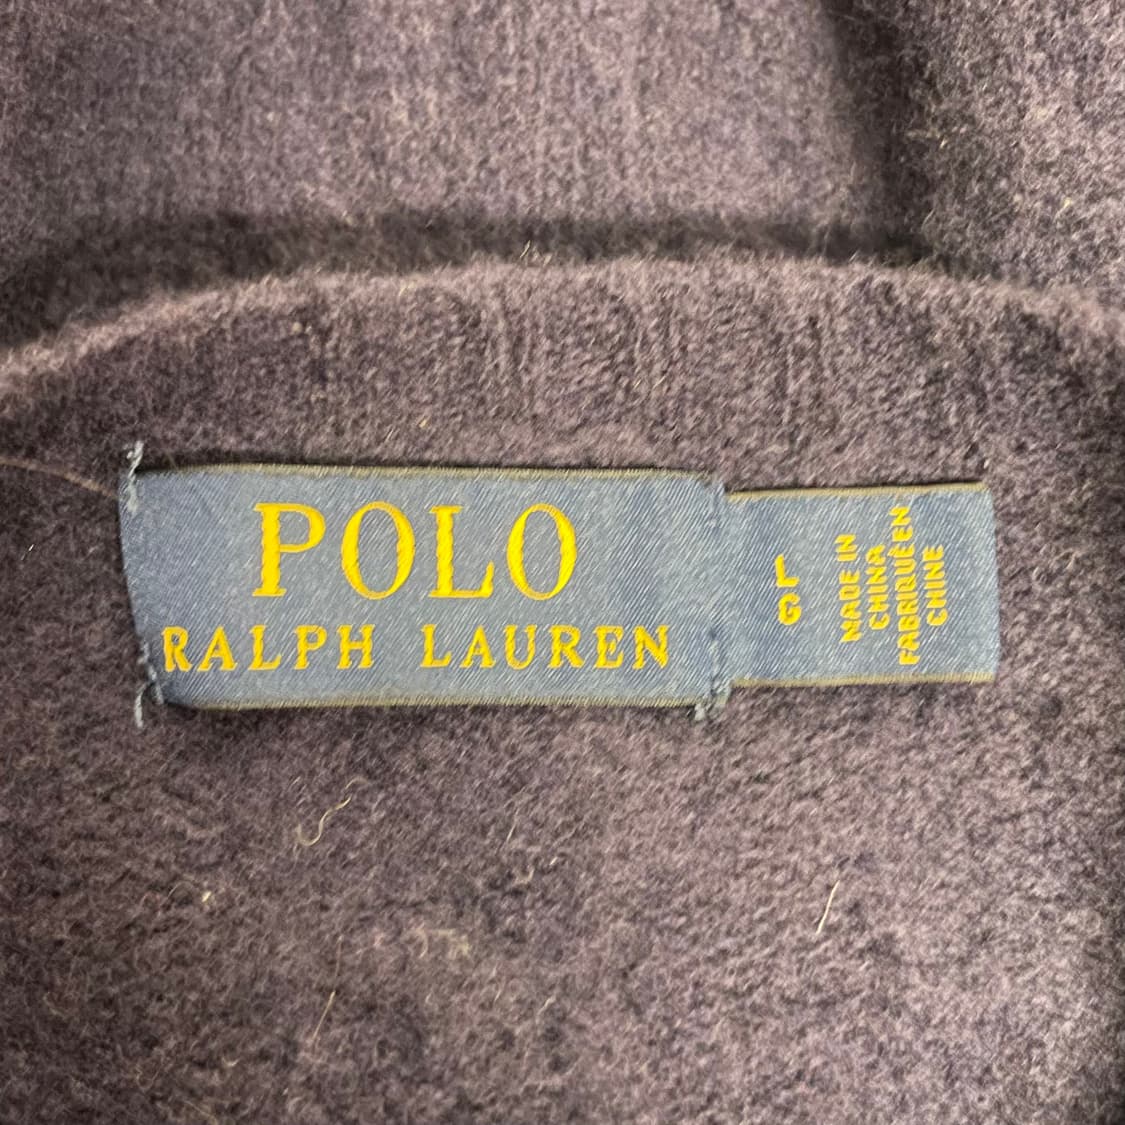 POLO
RALPH LAUREN
L
G
MADE IN
CHINA
FABRIQUÉ EN
CHINE